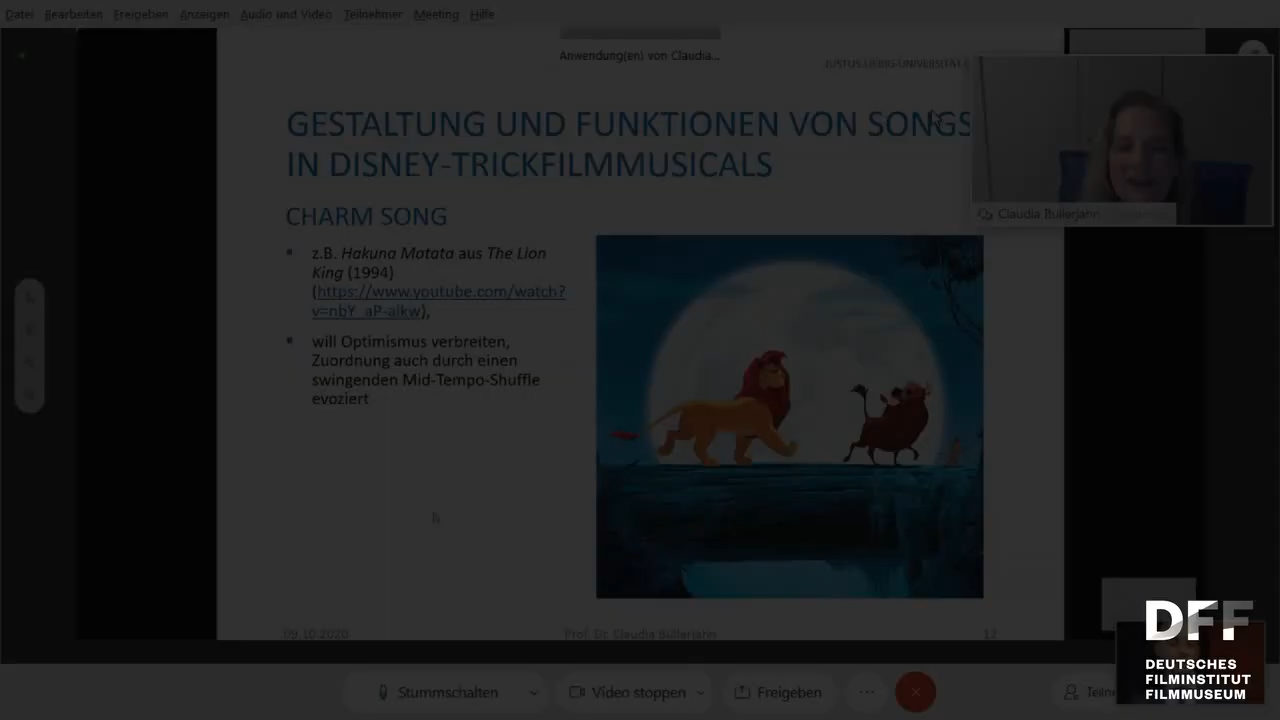 Datei Bearbeiten Freigeben Anzeigen Audio und Video Teilnehmer Meeting Hilfe
Anwendung(en) von Claudia...
JUSTUS-LIEBIG-UNIVERSITÄT
GESTALTUNG UND FUNKTIONEN VON SONGS
IN DISNEY-TRICKFILMMUSICALS
Claudia Bullerjahn
CHARM SONG
▪ z.B. Hakuna Matata aus The Lion
King (1994)
(https://www.youtube.com/watch?
v=nbY_aP-alkw),
▪ will Optimismus verbreiten,
Zuordnung auch durch einen
swingenden Mid-Tempo-Shuffle
evoziert
09.10.2020 Prof. Dr. Claudia Bullerjahn 12
Stummschalten Video stoppen Freigeben ... Teilne
DFF
DEUTSCHES
FILMINSTITUT
FILMMUSEUM